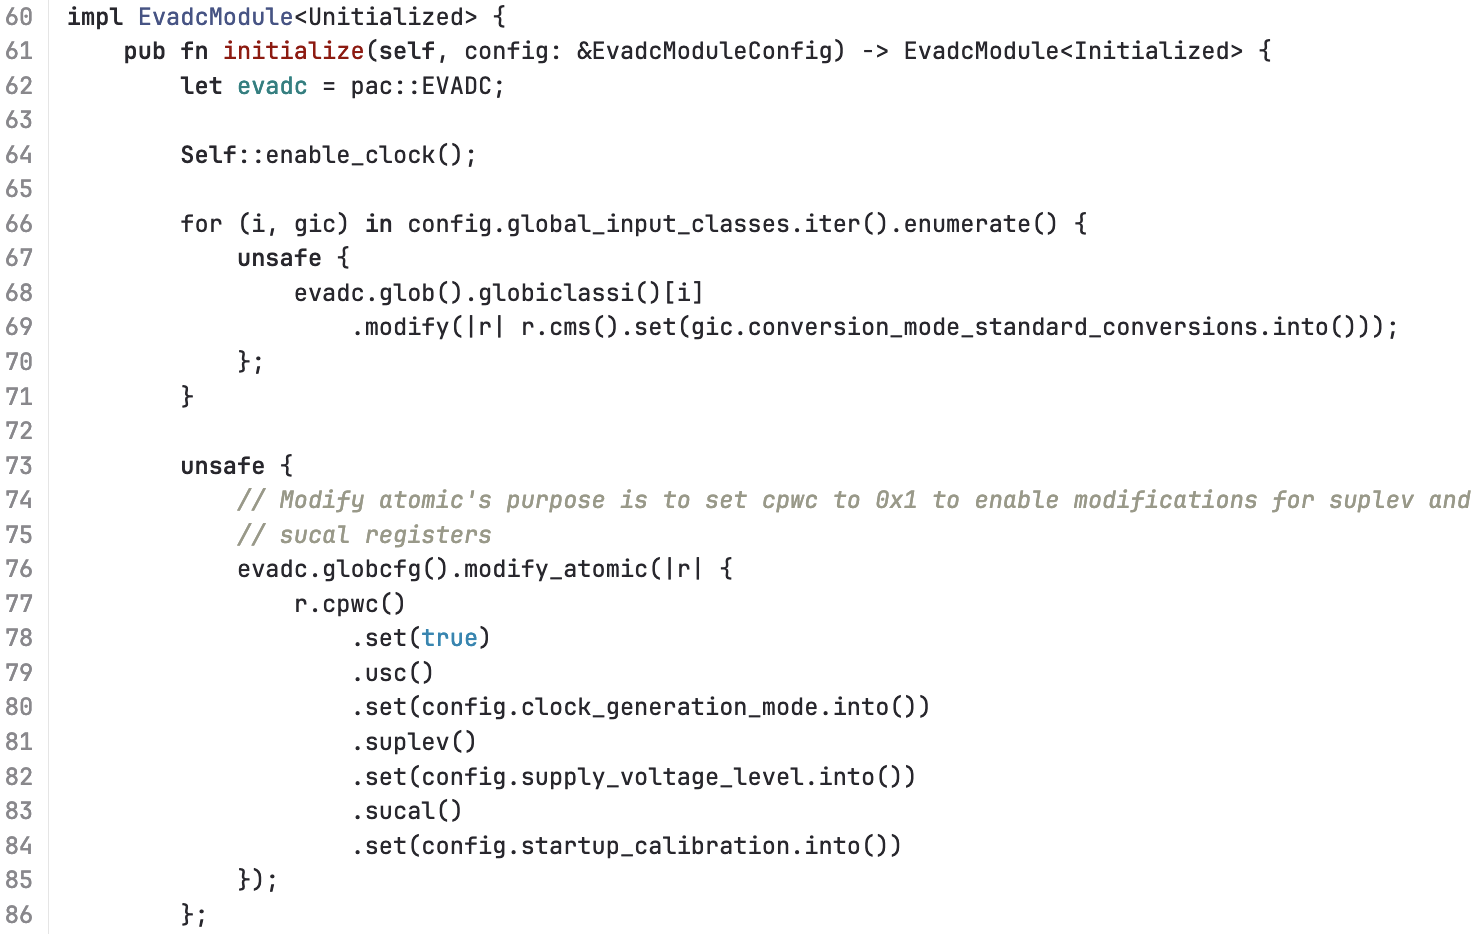 60 impl EvadcModule<Unitialized> {
61     pub fn initialize(self, config: &EvadcModuleConfig) -> EvadcModule<Initialized> {
62         let evadc = pac::EVADC;
63
64         Self::enable_clock();
65
66         for (i, gic) in config.global_input_classes.iter().enumerate() {
67             unsafe {
68                 evadc.glob().globiclassi()[i]
69                     .modify(|r| r.cms().set(gic.conversion_mode_standard_conversions.into()));
70             };
71         }
72
73         unsafe {
74             // Modify atomic's purpose is to set cpwc to 0x1 to enable modifications for suplev and
75             // sucal registers
76             evadc.globcfg().modify_atomic(|r| {
77                 r.cpwc()
78                     .set(true)
79                     .usc()
80                     .set(config.clock_generation_mode.into())
81                     .suplev()
82                     .set(config.supply_voltage_level.into())
83                     .sucal()
84                     .set(config.startup_calibration.into())
85             });
86         };